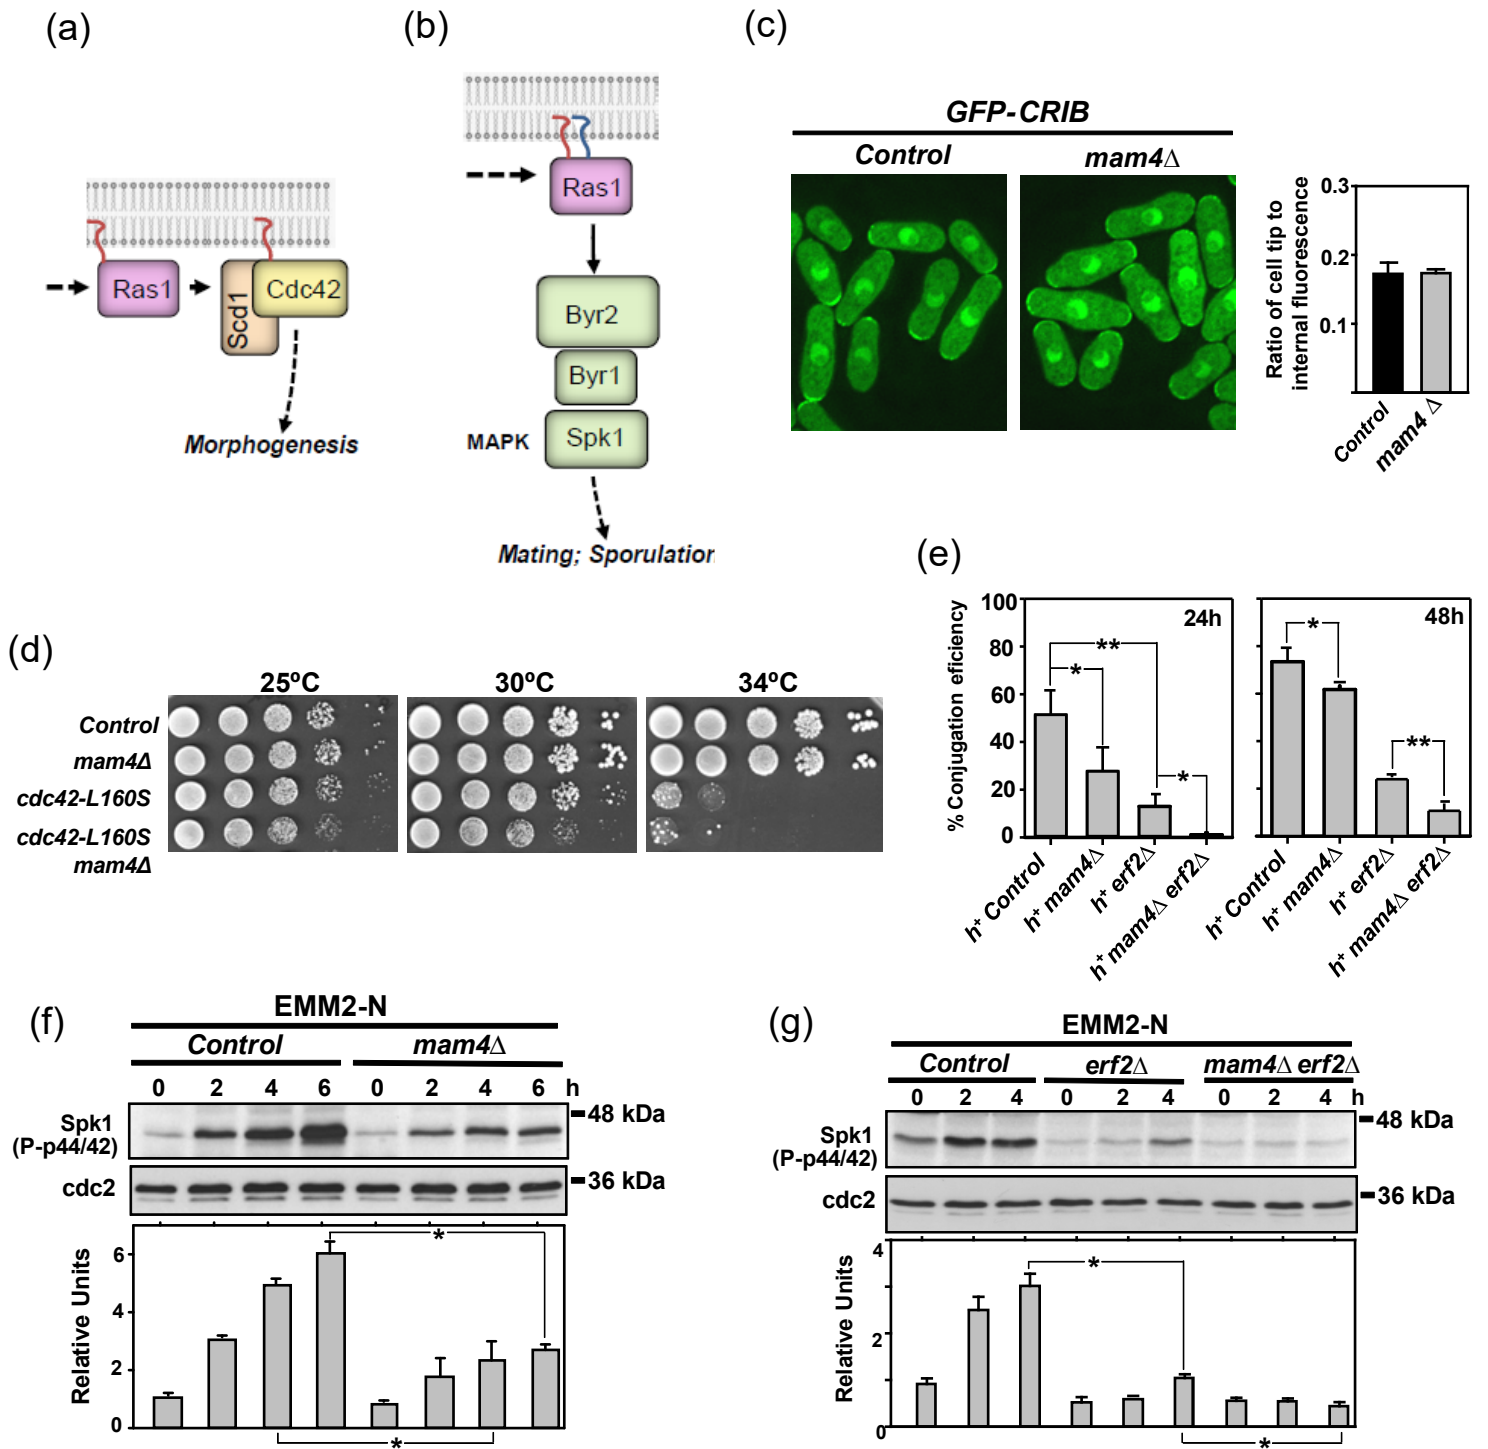 (a)
Ras1
Scd1
Cdc42
Morphogenesis
(b)
Ras1
Byr2
Byr1
MAPK
Spk1
Mating; Sporulation
(c)
GFP-CRIB
Control
mam4Δ
Ratio of cell tip to
internal fluorescence
0.3
0.2
0.1
Control
mam4 Δ
(d)
25ºC
30ºC
34ºC
Control
mam4Δ
cdc42-L160S
cdc42-L160S
mam4Δ
(e)
% Conjugation eficiency
100
80
60
40
20
0
24h
**
*
*
h+ Control
h+ mam4Δ
h+ erf2Δ
h+ mam4Δ erf2Δ
48h
*
**
h+ Control
h+ mam4Δ
h+ erf2Δ
h+ mam4Δ erf2Δ
(f)
EMM2-N
Control
mam4Δ
0 2 4 6 0 2 4 6 h
Spk1
(P-p44/42)
48 kDa
cdc2
36 kDa
Relative Units
6
4
2
0
*
*
(g)
EMM2-N
Control
erf2Δ
mam4Δ erf2Δ
0 2 4 0 2 4 0 2 4 h
Spk1
(P-p44/42)
48 kDa
cdc2
36 kDa
Relative Units
4
2
0
*
*